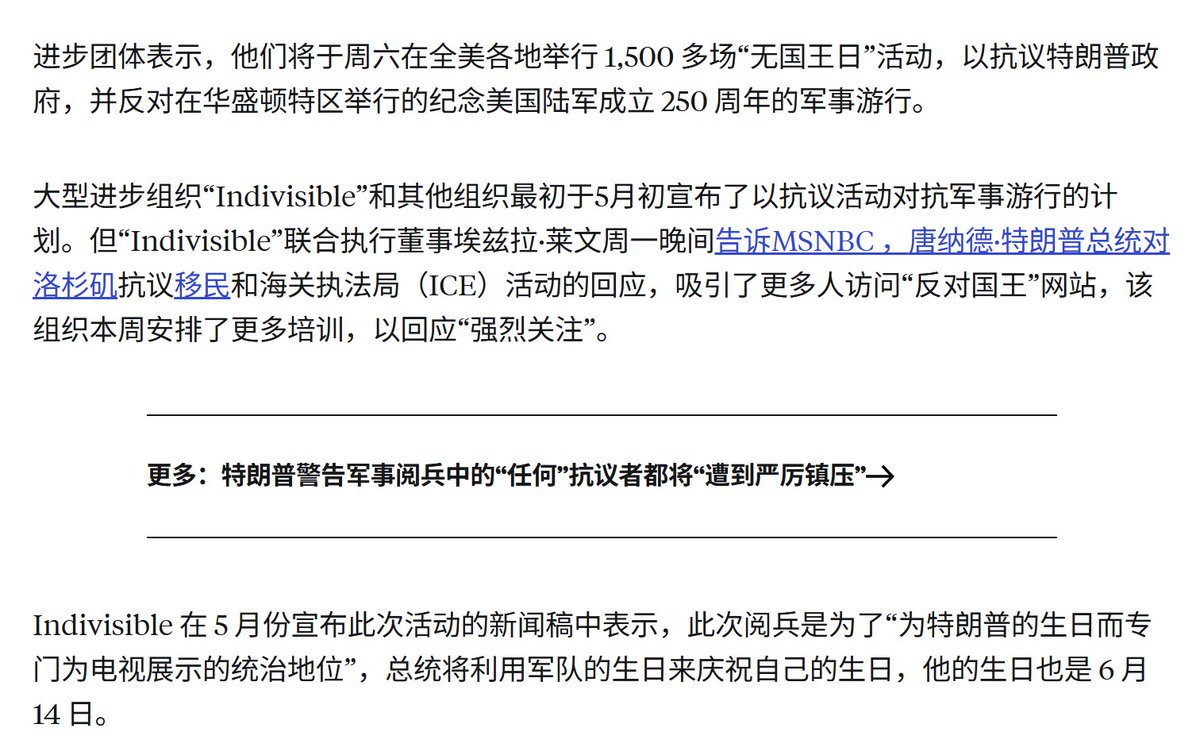 进步团体表示，他们将于周六在全美各地举行 1,500 多场“无国王日”活动，以抗议特朗普政
府，并反对在华盛顿特区举行的纪念美国陆军成立 250 周年的军事游行。
大型进步组织“Indivisible”和其他组织最初于5月初宣布了以抗议活动对抗军事游行的计
划。但“Indivisible”联合执行董事埃兹拉·莱文周一晚间告诉MSNBC ，唐纳德·特朗普总统对
洛杉矶抗议移民和海关执法局（ICE）活动的回应，吸引了更多人访问“反对国王”网站，该
组织本周安排了更多培训，以回应“强烈关注”。
更多：特朗普警告军事阅兵中的“任何”抗议者都将“遭到严厉镇压”→
Indivisible 在 5 月份宣布此次活动的新闻稿中表示，此次阅兵是为了“为特朗普的生日而专
门为电视展示的统治地位”，总统将利用军队的生日来庆祝自己的生日，他的生日也是 6 月
14 日。